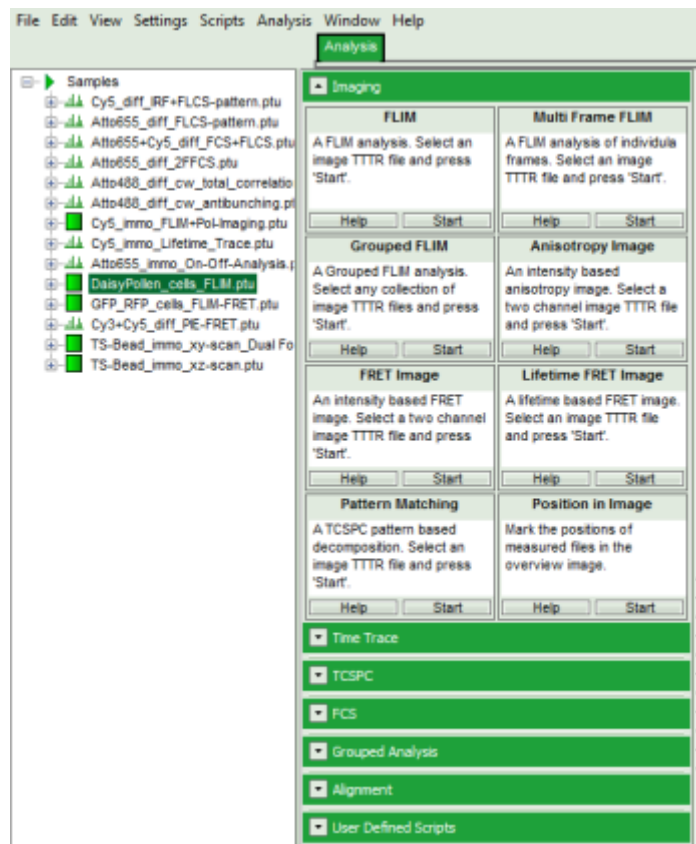 File Edit View Settings Scripts Analysis Window Help
Analysis
Samples
Cy5_diff_IRF+FLCS-pattern.ptu
Atto655_diff_FLCS-pattern.ptu
Atto655+Cy5_diff_FCS+FLCS.ptu
Atto655_diff_2FFCS.ptu
Atto488_diff_cw_total_correlatio
Atto488_diff_cw_antibunching.pt
Cy5_immo_FLIM+Pol-Imaging.ptu
Cy5_immo_Lifetime_Trace.ptu
Atto655_immo_On-Off-Analysis.p
DaisyPollen_cells_FLIM.ptu
GFP_RFP_cells_FLIM-FRET.ptu
Cy3+Cy5_diff_PIE-FRET.ptu
TS-Bead_immo_xy-scan_Dual Fo
TS-Bead_immo_xz-scan.ptu
Imaging
FLIM
A FLIM analysis. Select an
image TTTR file and press
'Start'.
Help Start
Multi Frame FLIM
A FLIM analysis of individula
frames. Select an image
TTTR file and press 'Start'.
Help Start
Grouped FLIM
A Grouped FLIM analysis.
Select any collection of
image TTTR files and press
'Start'.
Help Start
Anisotropy Image
An intensity based
anisotropy image. Select a
two channel image TTTR file
and press 'Start'.
Help Start
FRET Image
An intensity based FRET
image. Select a two channel
image TTTR file and press
'Start'.
Help Start
Lifetime FRET Image
A lifetime based FRET image.
Select an image TTTR file
and press 'Start'.
Help Start
Pattern Matching
A TCSPC pattern based
decomposition. Select an
image TTTR file and press
'Start'.
Help Start
Position in Image
Mark the positions of
measured files in the
overview image.
Help Start
Time Trace
TCSPC
FCS
Grouped Analysis
Alignment
User Defined Scripts